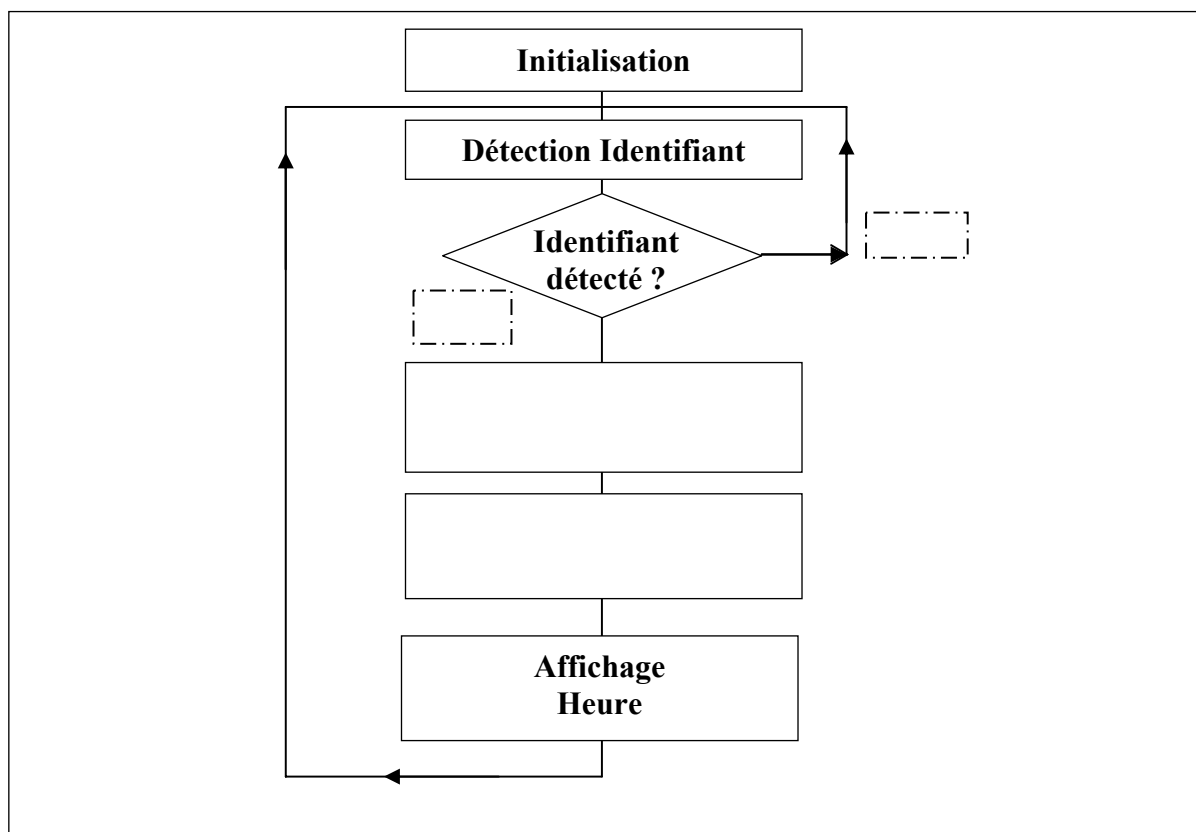 Initialisation
Détection Identifiant
Identifiant
détecté ?
Affichage
Heure